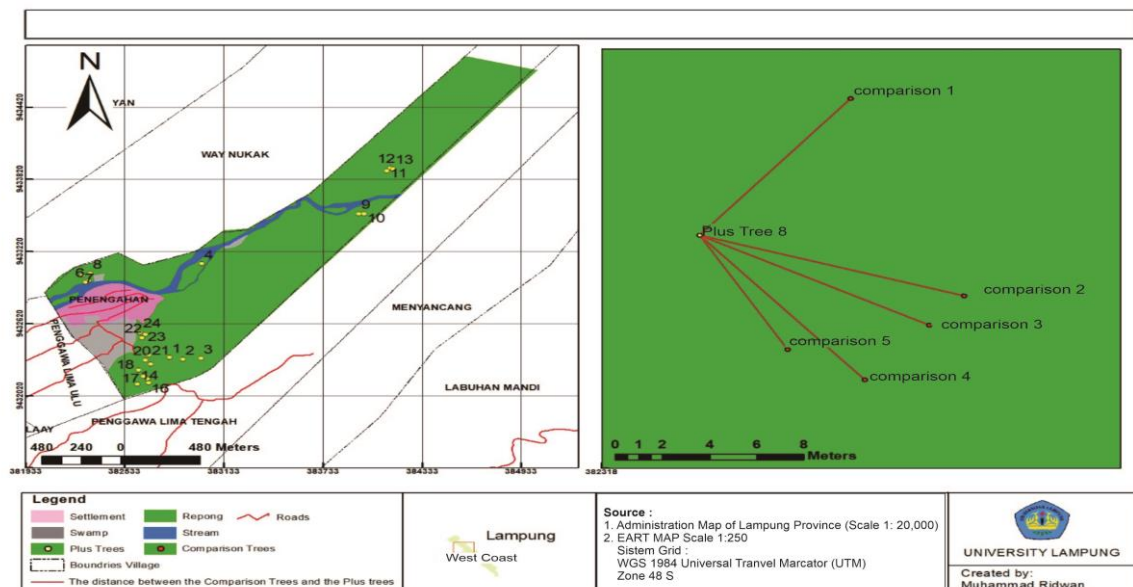 N
YAN
WAY NUKAK
12 13
11
9
10
4
8
6
7
PENENGAHAN
MENYANCANG
24
22
23
20 21 1 2 3
18
14
17
16
PENGGAWA LIMA ULU
LABUHAN MANDI
PENGGAWA LIMA TENGAH
LAAY
480 240 0 480 Meters
9434420
9433820
9433220
9432620
9432020
381933 382533 383133 383733 384333 384933
comparison 1
Plus Tree 8
comparison 2
comparison 3
comparison 5
comparison 4
0 1 2 4 6 8
Meters
382318
Legend
Settlement Repong Roads
Swamp Stream
Plus Trees Comparison Trees
Boundries Village
The distance between the Comparison Trees and the Plus trees
Lampung
West Coast
Source :
1. Administration Map of Lampung Province (Scale 1: 20,000)
2. EART MAP Scale 1:250
Sistem Grid :
WGS 1984 Universal Tranvel Marcator (UTM)
Zone 48 S
UNIVERSITY LAMPUNG
Created by:
Muhammad Ridwan